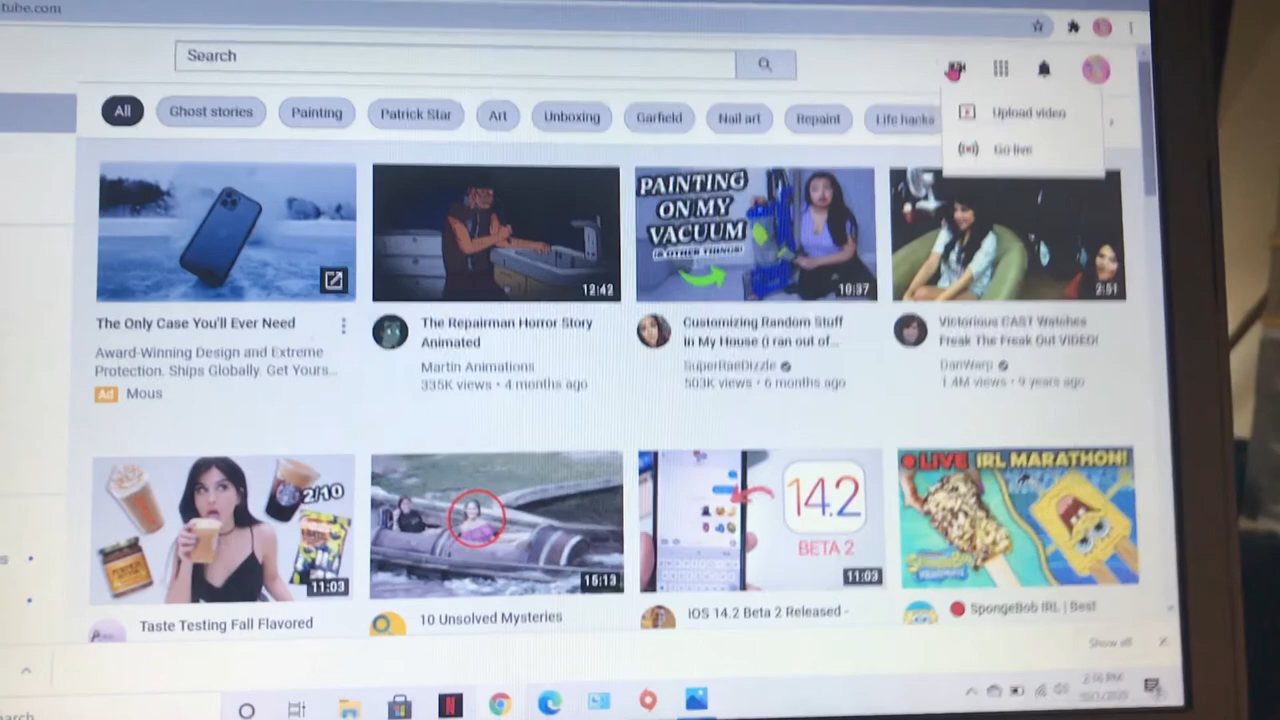 tube.com
Search
All
Ghost stories
Painting
Patrick Star
Art
Unboxing
Garfield
Nail art
Repaint
Life hacks
Upload video
Go live
PAINTING
ON MY
VACUUM
(& OTHER THINGS!)
12:42
10:37
2:51
The Only Case You'll Ever Need
Award-Winning Design and Extreme
Protection. Ships Globally. Get Yours...
Ad Mous
The Repairman Horror Story
Animated
Martin Animations
335K views • 4 months ago
Customizing Random Stuff
In My House (I ran out of...
SuperRaeDizzle
503K views • 6 months ago
Victorious CAST Watches
Freak The Freak Out VIDEO!
DanWarp
1.4M views • 9 years ago
2/10
11:03
15:13
14.2
BETA 2
11:03
LIVE IRL MARATHON!
Taste Testing Fall Flavored
10 Unsolved Mysteries
IOS 14.2 Beta 2 Released -
SpongeBob IRL | Best
Show all
earch